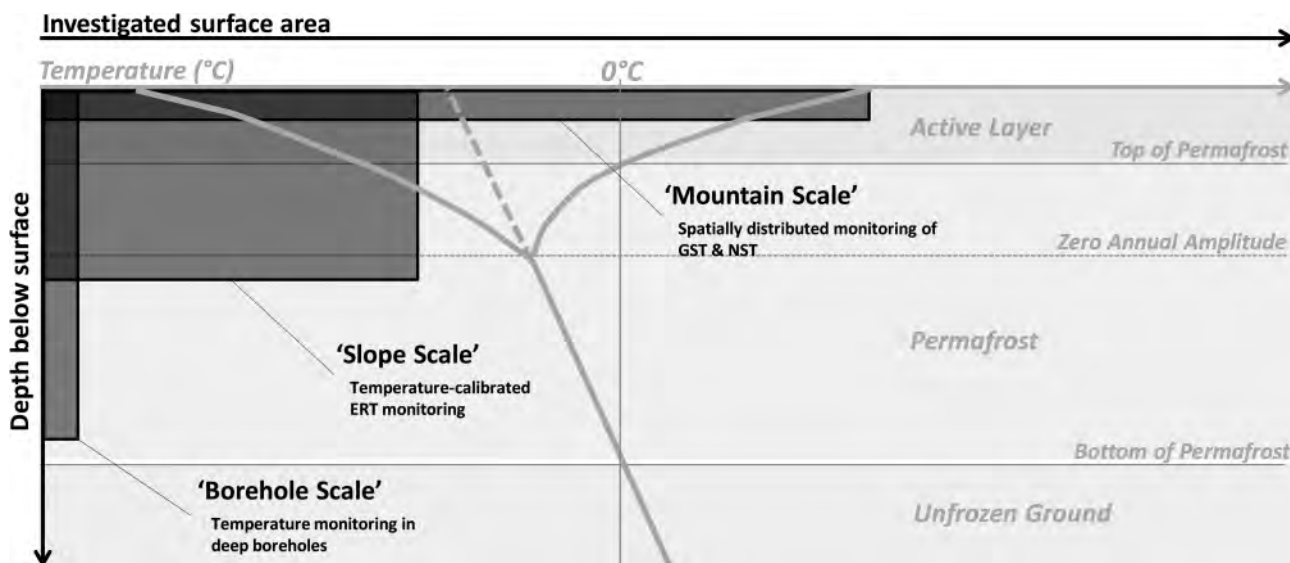 Investigated surface area
Temperature (°C)
0°C
Active Layer
Top of Permafrost
'Mountain Scale'
Spatially distributed monitoring of
GST & NST
Zero Annual Amplitude
Depth below surface
'Slope Scale'
Temperature-calibrated
ERT monitoring
Permafrost
Bottom of Permafrost
'Borehole Scale'
Temperature monitoring in
deep boreholes
Unfrozen Ground